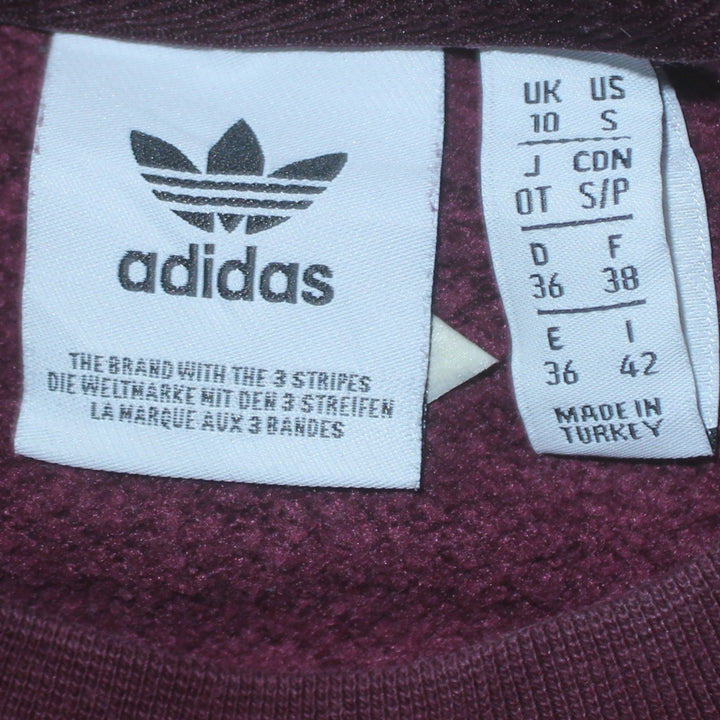 adidas
THE BRAND WITH THE 3 STRIPES
DIE WELTMARKE MIT DEN 3 STREIFEN
LA MARQUE AUX 3 BANDES
UK US
10 S
J CDN
OT S/P
D F
36 38
E I
36 42
MADE IN
TURKEY